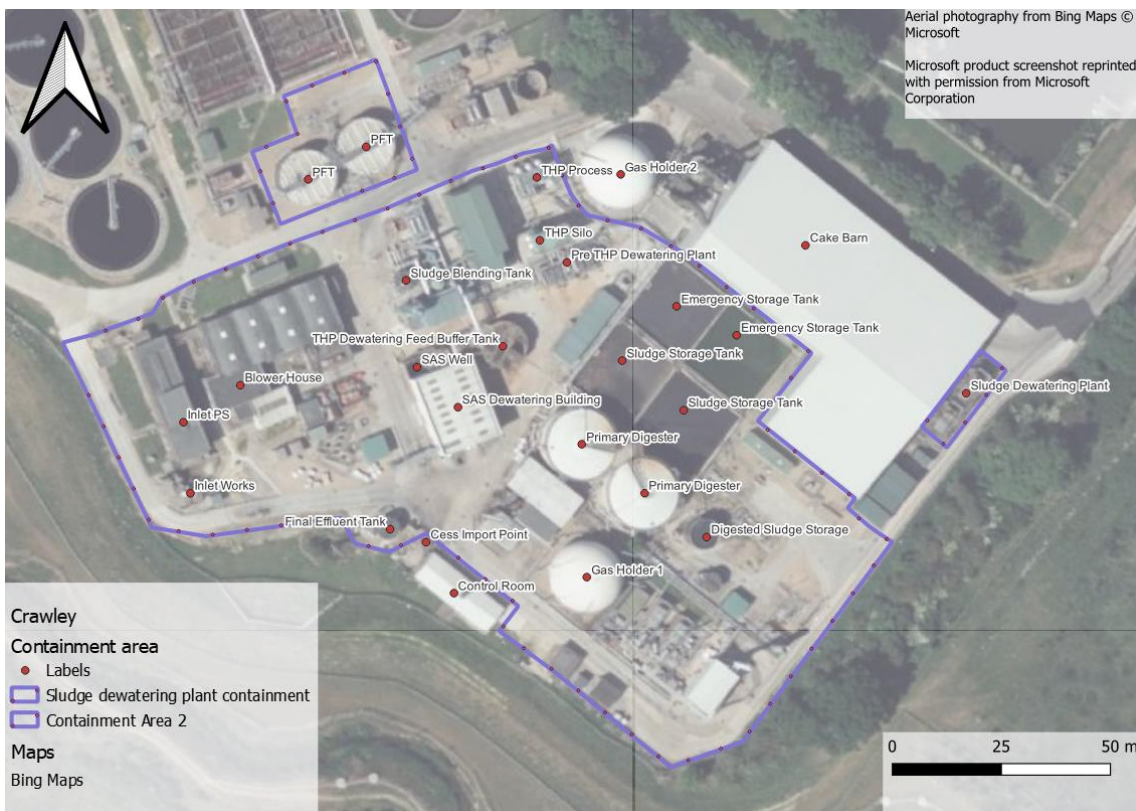 Aerial photography from Bing Maps ©
Microsoft
Microsoft product screenshot reprinted
with permission from Microsoft
Corporation
PFT
PFT
THP Process
Gas Holder 2
THP Silo
Cake Barn
Pre THP Dewatering Plant
Sludge Blending Tank
Emergency Storage Tank
Emergency Storage Tank
THP Dewatering Feed Buffer Tank
Sludge Storage Tank
SAS Well
Blower House
Sludge Dewatering Plant
SAS Dewatering Building
Sludge Storage Tank
Inlet PS
Primary Digester
Inlet Works
Primary Digester
Final Effluent Tank
Cess Import Point
Digested Sludge Storage
Gas Holder 1
Control Room
Crawley
Containment area
Labels
Sludge dewatering plant containment
Containment Area 2
Maps
Bing Maps
0 25 50 m